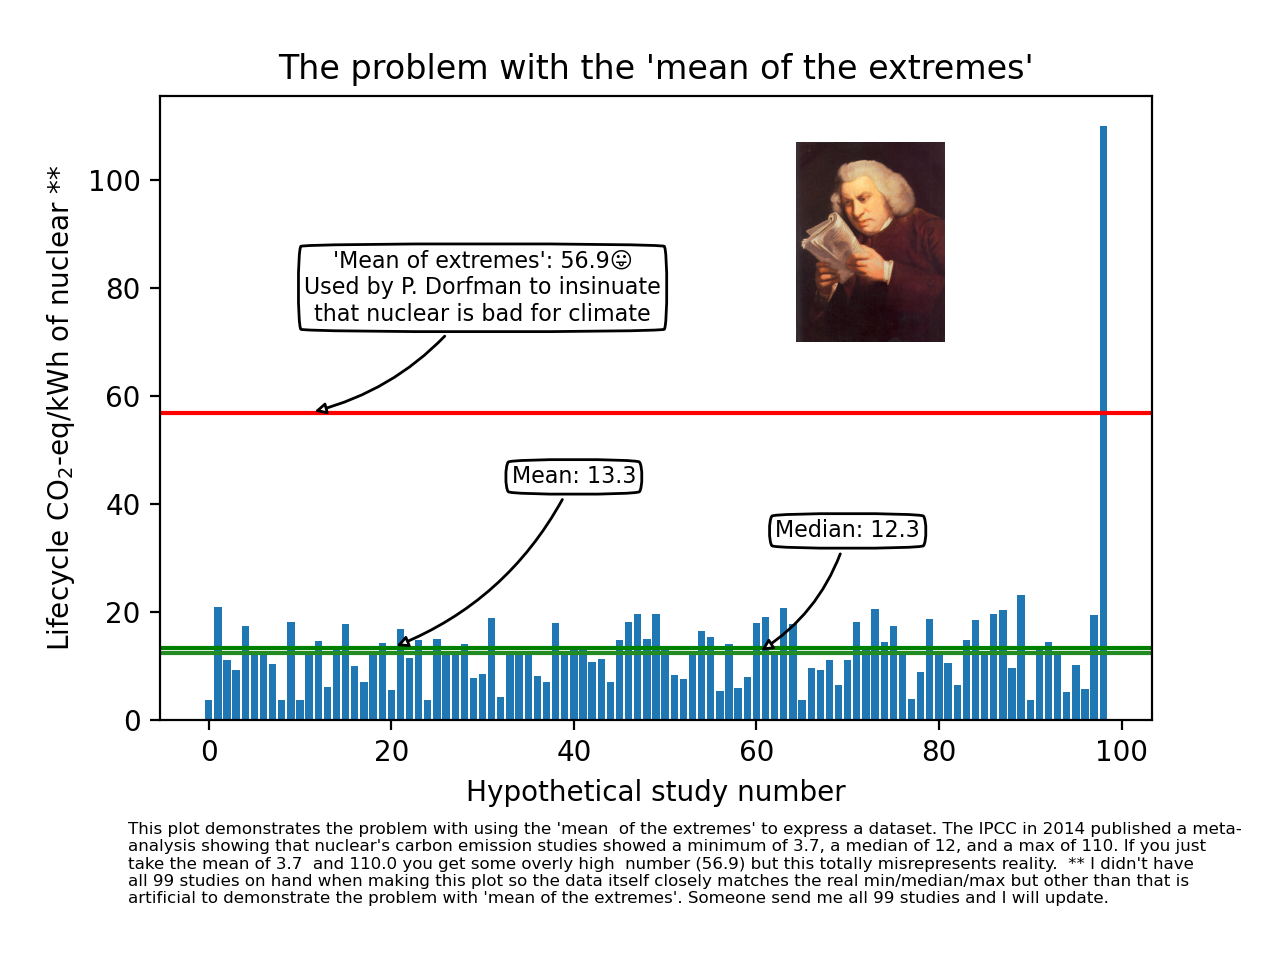 The problem with the 'mean of the extremes'
Lifecycle CO₂-eq/kWh of nuclear **
100
80
60
40
20
0
'Mean of extremes': 56.9😛
Used by P. Dorfman to insinuate
that nuclear is bad for climate
Mean: 13.3
Median: 12.3
0 20 40 60 80 100
Hypothetical study number
This plot demonstrates the problem with using the 'mean  of the extremes' to express a dataset. The IPCC in 2014 published a meta-
analysis showing that nuclear's carbon emission studies showed a minimum of 3.7, a median of 12, and a max of 110. If you just
take the mean of 3.7  and 110.0 you get some overly high  number (56.9) but this totally misrepresents reality.  ** I didn't have
all 99 studies on hand when making this plot so the data itself closely matches the real min/median/max but other than that is
artificial to demonstrate the problem with 'mean of the extremes'. Someone send me all 99 studies and I will update.